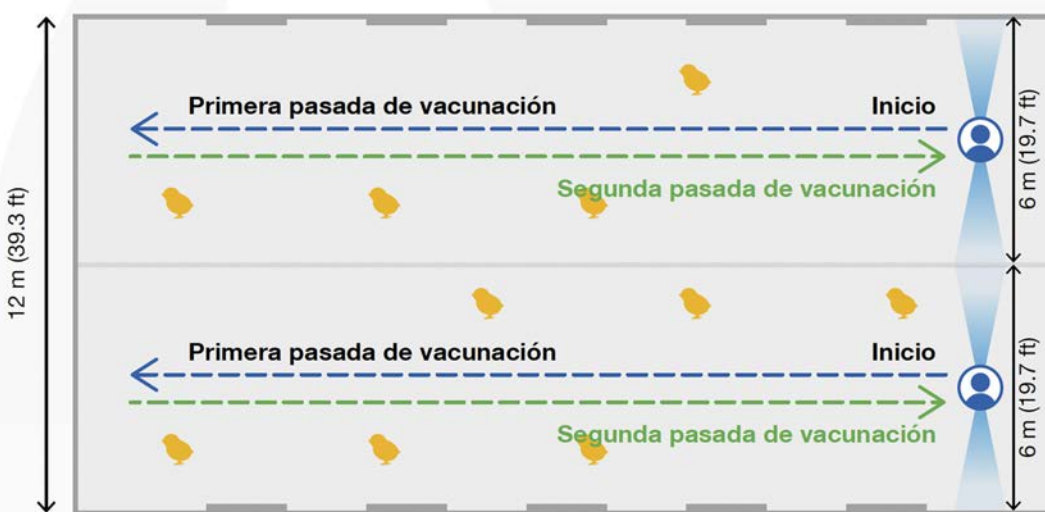 12 m (39.3 ft)
Primera pasada de vacunación
Inicio
Segunda pasada de vacunación
6 m (19.7 ft)
Primera pasada de vacunación
Inicio
Segunda pasada de vacunación
6 m (19.7 ft)